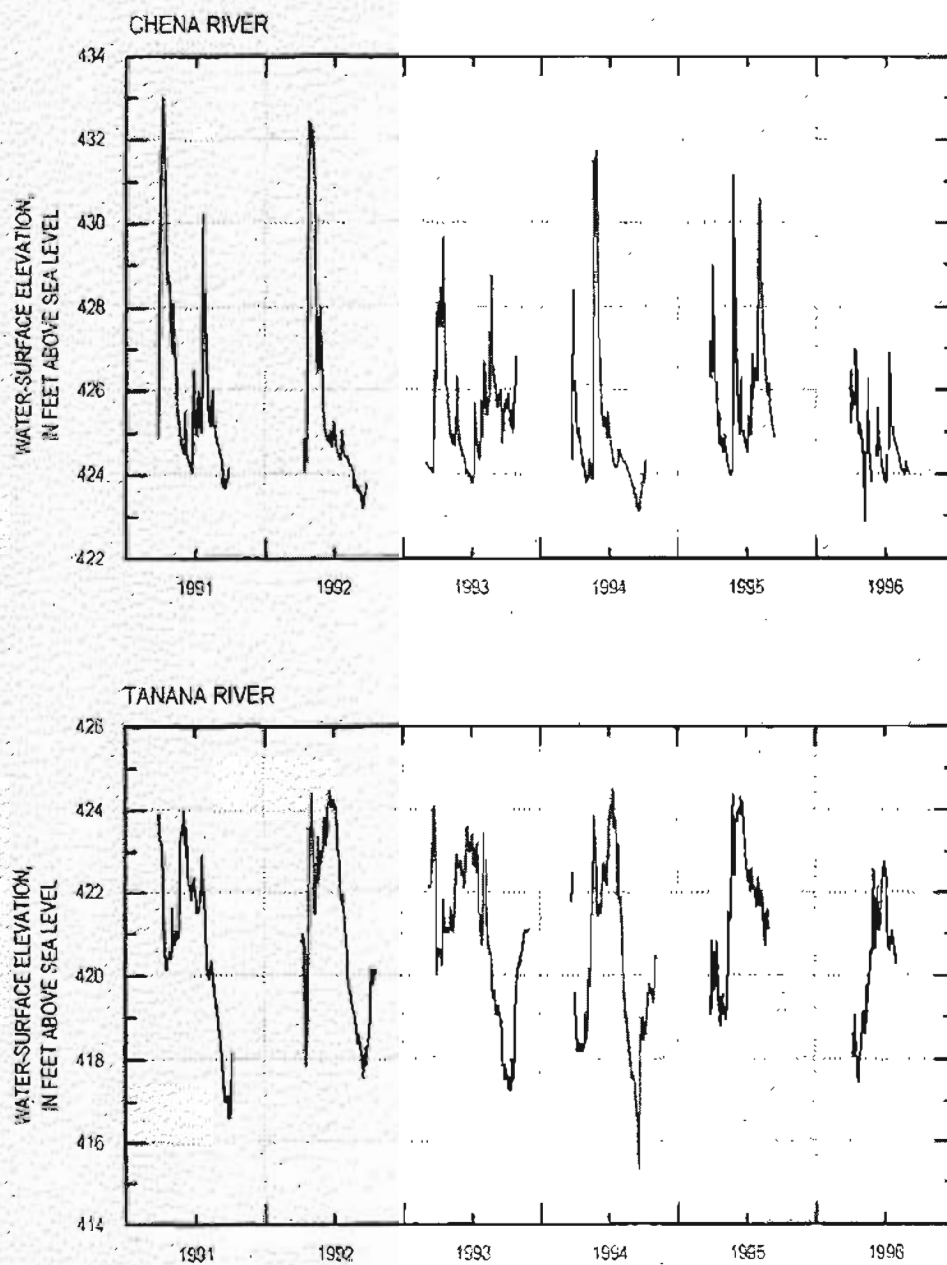 CHENA RIVER
434
432
430
428
426
424
422
WATER-SURFACE ELEVATION,
IN FEET ABOVE SEA LEVEL
1991 1992 1993 1994 1995 1996
TANANA RIVER
426
424
422
420
418
416
414
WATER-SURFACE ELEVATION,
IN FEET ABOVE SEA LEVEL
1991 1992 1993 1994 1995 1996